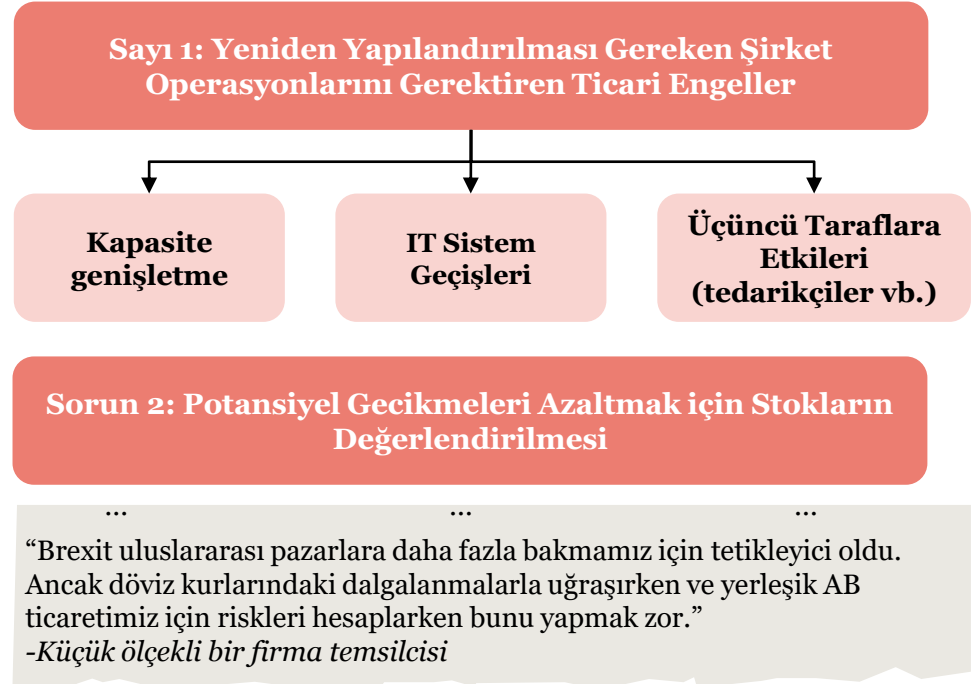 Sayı 1: Yeniden Yapılandırılması Gereken Şirket
Operasyonlarını Gerektiren Ticari Engeller
Kapasite
genişletme
IT Sistem
Geçişleri
Üçüncü Taraflara
Etkileri
(tedarikçiler vb.)
Sorun 2: Potansiyel Gecikmeleri Azaltmak için Stokların
Değerlendirilmesi
... ... ...
“Brexit uluslararası pazarlara daha fazla bakmamız için tetikleyici oldu.
Ancak döviz kurlarındaki dalgalanmalarla uğraşırken ve yerleşik AB
ticaretimiz için riskleri hesaplarken bunu yapmak zor.”
-Küçük ölçekli bir firma temsilcisi